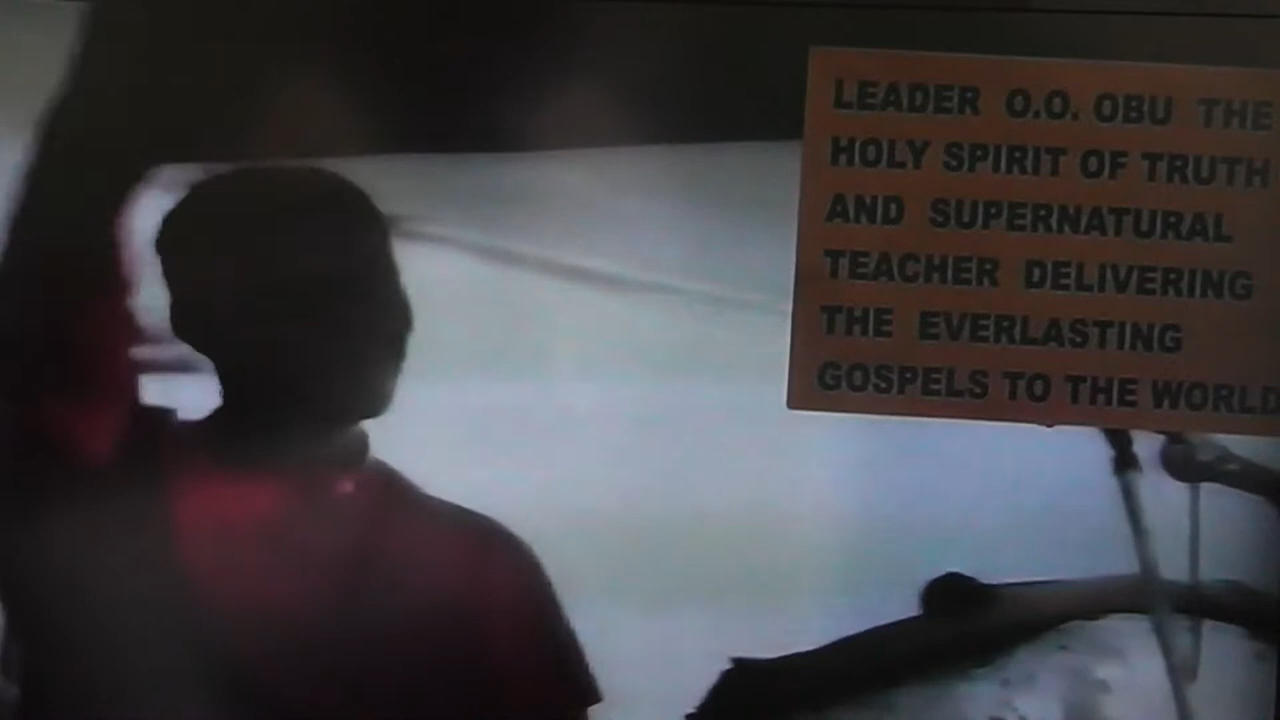 LEADER O.O. OBU THE
HOLY SPIRIT OF TRUTH
AND SUPERNATURAL
TEACHER DELIVERING
THE EVERLASTING
GOSPELS TO THE WORLD